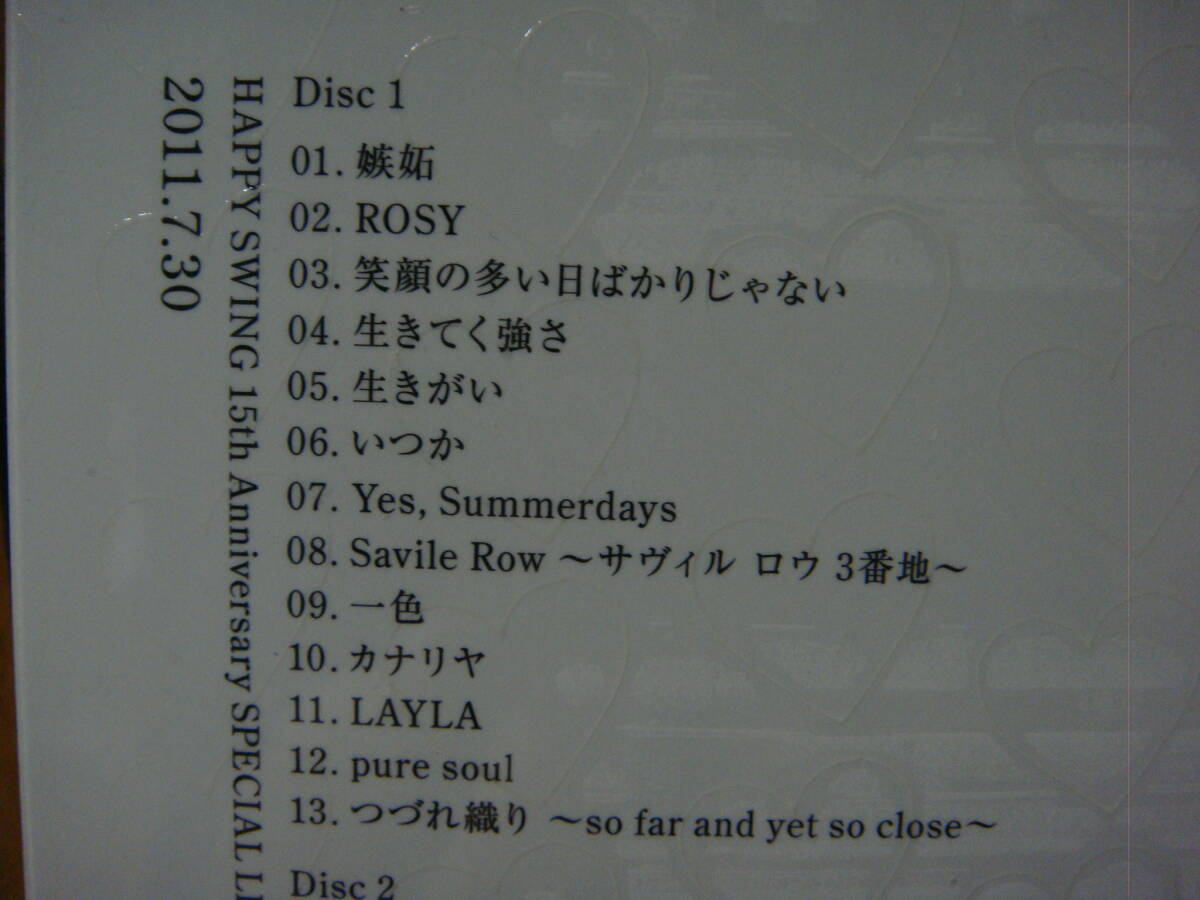 2011.7.30
HAPPY SWING 15th Anniversary SPECIAL LI
Disc 1
01. 嫉妬
02. ROSY
03. 笑顔の多い日ばかりじゃない
04. 生きてく強さ
05. 生きがい
06. いつか
07. Yes, Summerdays
08. Savile Row 〜サヴィル ロウ 3番地〜
09. 一色
10. カナリヤ
11. LAYLA
12. pure soul
13. つづれ織り 〜so far and yet so close〜
Disc 2